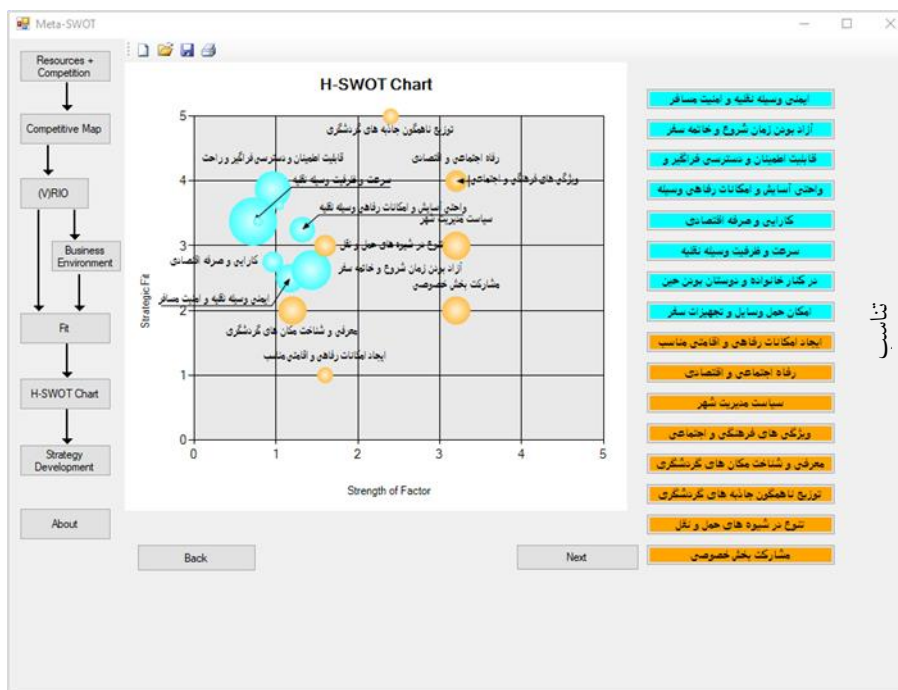 Meta-SWOT
Resources +
Competition
Competitive Map
(V)RIO
Business
Environment
Fit
H-SWOT Chart
Strategy
Development
About
H-SWOT Chart
Strategic Fit
5
4
3
2
1
0
0 1 2 3 4 5
Strength of Factor
توزیع ناهمگون جاذبه های گردشگری
قابلیت اطمینان و دسترسی فراگیر و راحت
رفاه اجتماعی و اقتصادی
سرعت و ظرفیت وسیله نقلیه
ویژگی های فرهنگی و اجتماعی
واحتی آسایش و امکانات رفاهی وسیله نقلیه
سیاست مدیریت شهر
تنوع در شیوه های حمل و نقل
کارایی و صرفه اقتصادی
آزاد بودن زمان شروع و خاتمه سفر
مشارکت بخش خصوصی
ایمنی وسیله نقلیه و امنیت مسافر
معرفی و شناخت مکان های گردشگری
ایجاد امکانات رفاهی و اقامتی مناسب
Back
Next
ایمنی وسیله نقلیه و امنیت مسافر
آزاد بودن زمان شروع و خاتمه سفر
قابلیت اطمینان و دسترسی فراگیر و
واحتی آسایش و امکانات رفاهی وسیله
کارایی و صرفه اقتصادی
سرعت و ظرفیت وسیله نقلیه
در کنار خانواده و دوستان بودن حین
امکان حمل وسایل و تجهیزات سفر
ایجاد امکانات رفاهی و اقامتی مناسب
رفاه اجتماعی و اقتصادی
سیاست مدیریت شهر
ویژگی های فرهنگی و اجتماعی
معرفی و شناخت مکان های گردشگری
توزیع ناهمگون جاذبه های گردشگری
تنوع در شیوه های حمل و نقل
مشارکت بخش خصوصی
تناسب